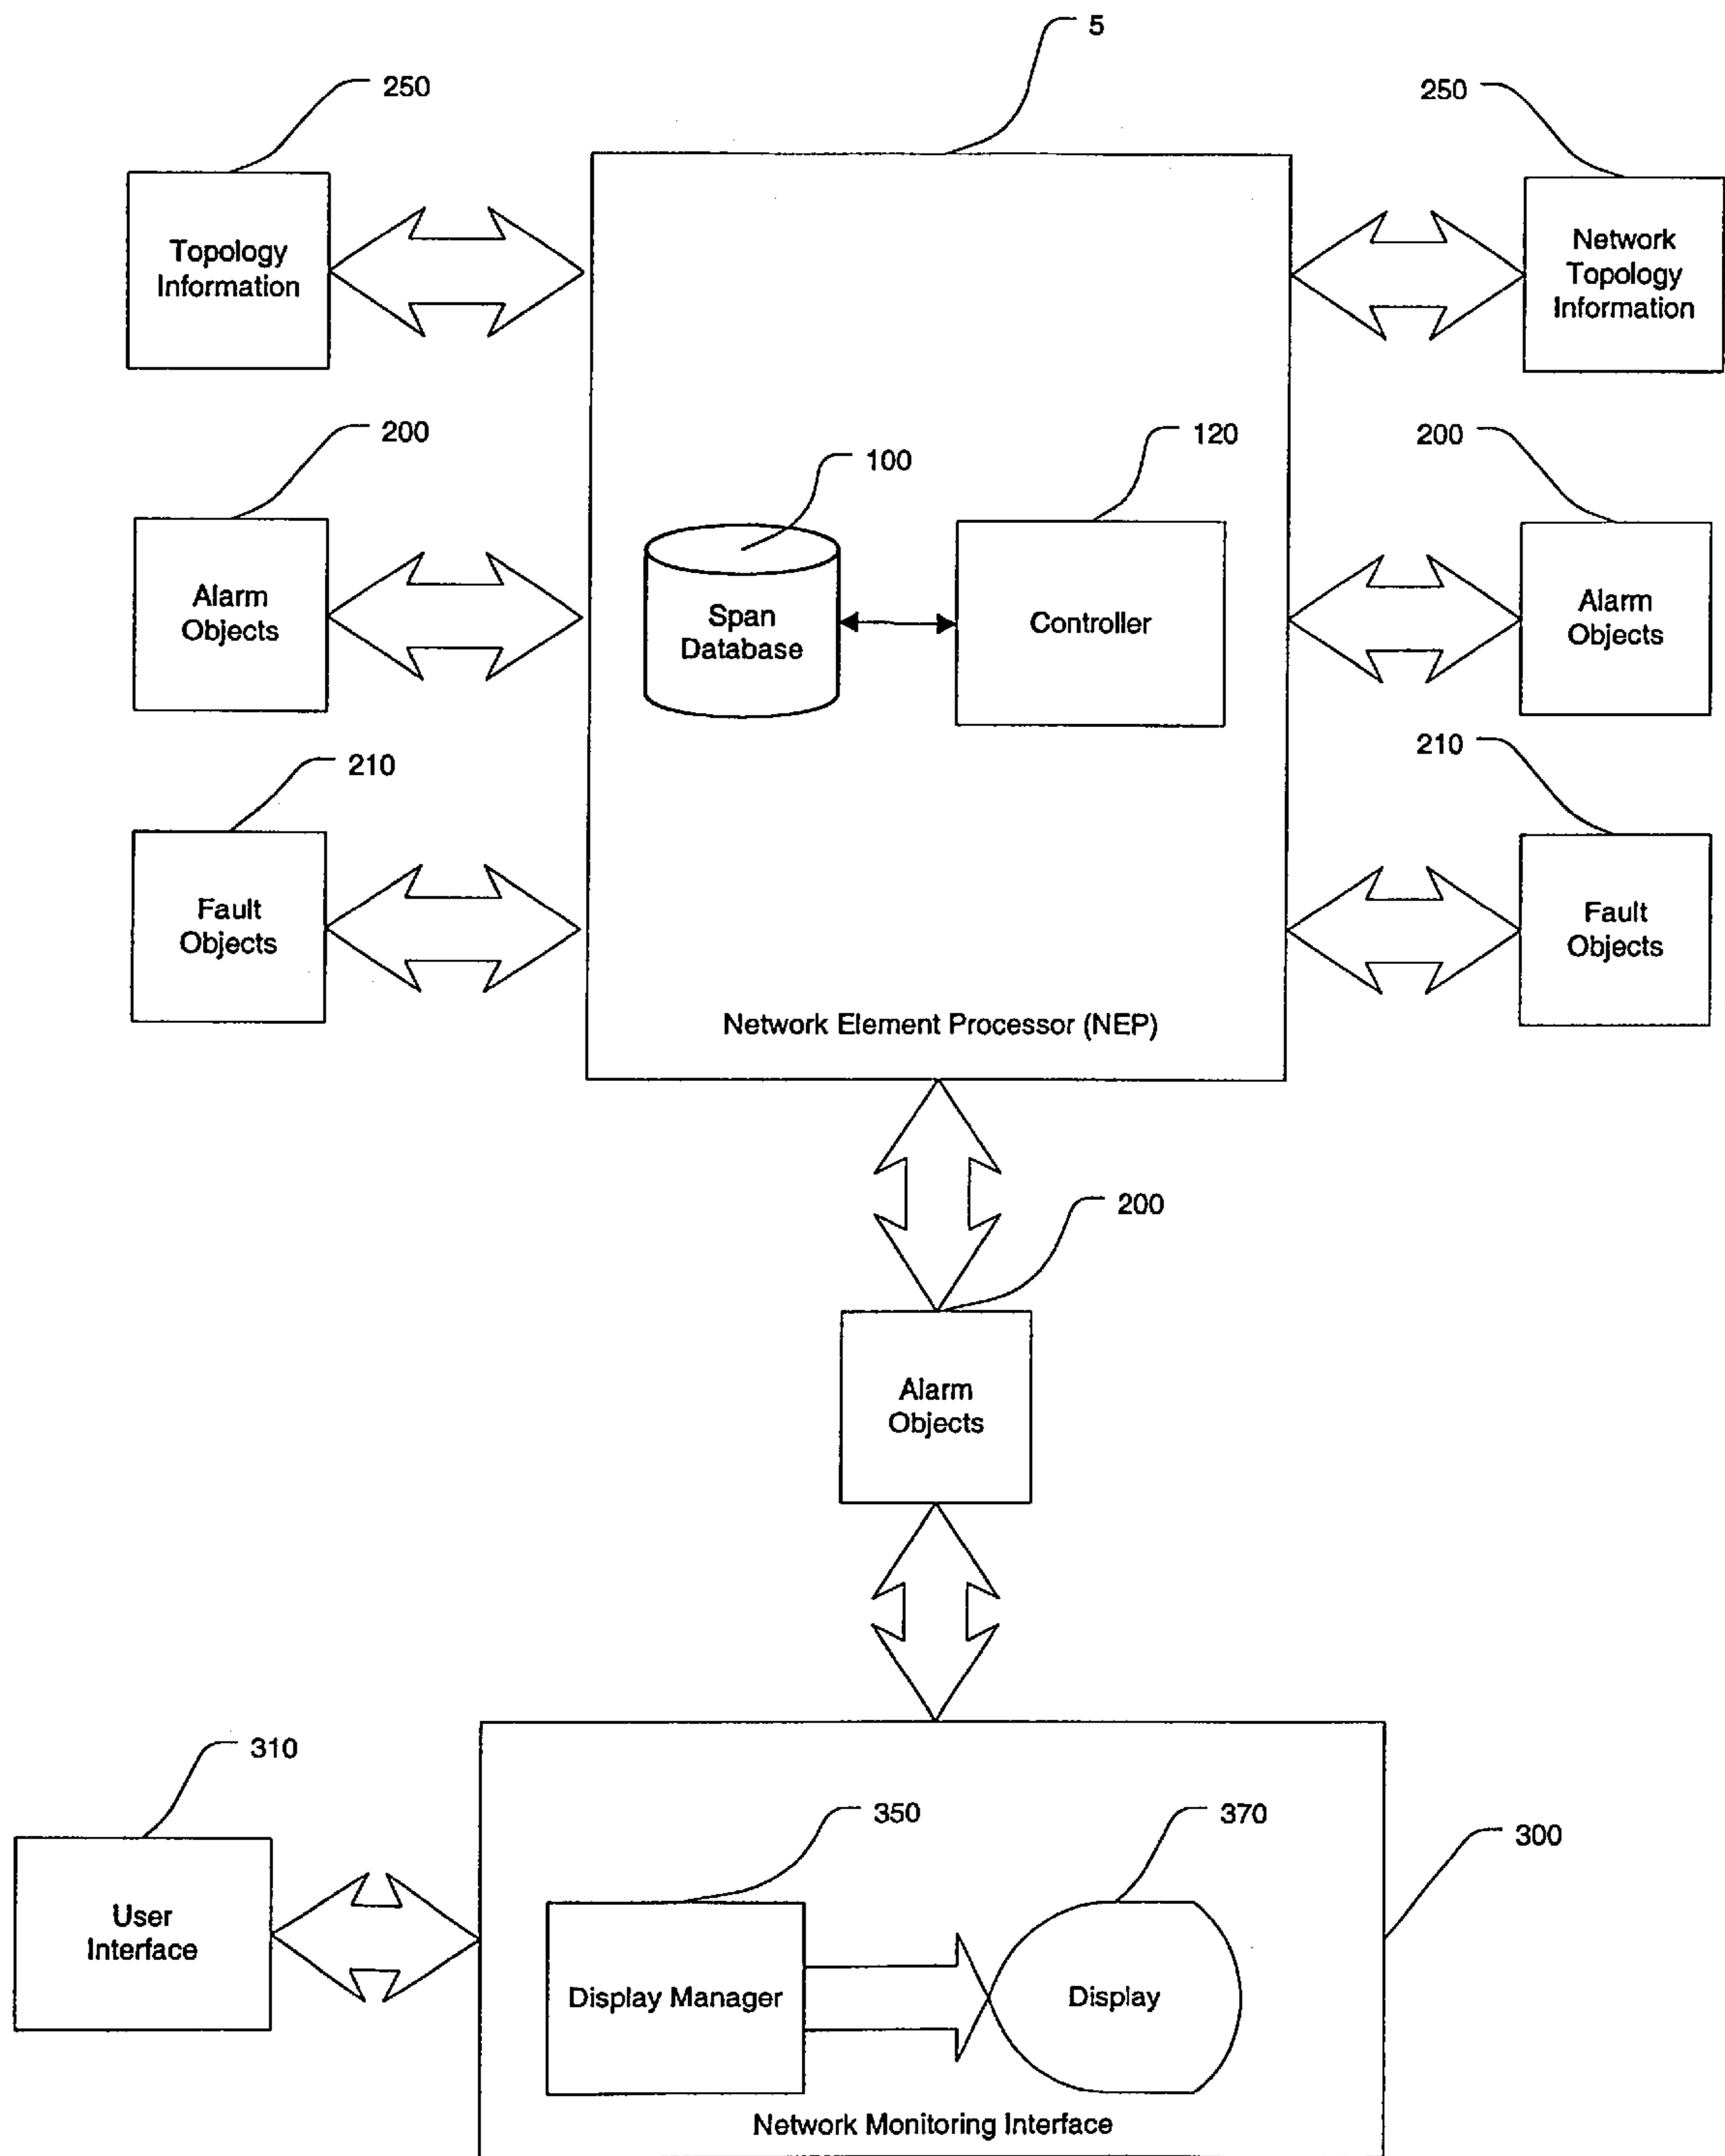 5
250
250
Topology
Information
Network
Topology
Information
200
100
120
200
Alarm
Objects
Span
Database
Controller
Alarm
Objects
210
210
Fault
Objects
Fault
Objects
Network Element Processor (NEP)
200
Alarm
Objects
310
350
370
300
User
Interface
Display Manager
Display
Network Monitoring Interface